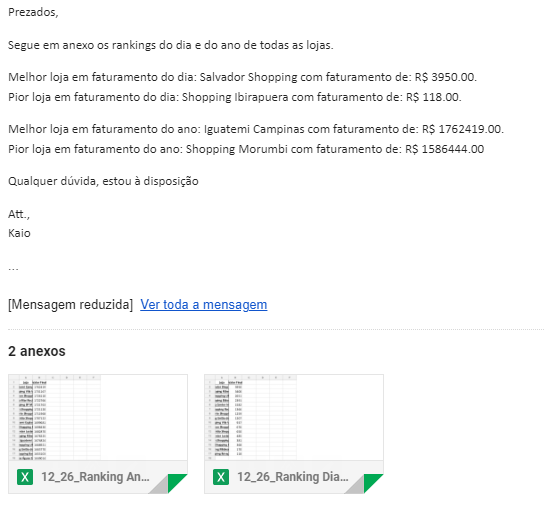 Prezados,
Segue em anexo os rankings do dia e do ano de todas as lojas.
Melhor loja em faturamento do dia: Salvador Shopping com faturamento de: R$ 3950.00.
Pior loja em faturamento do dia: Shopping Ibirapuera com faturamento de: R$ 118.00.
Melhor loja em faturamento do ano: Iguatemi Campinas com faturamento de: R$ 1762419.00.
Pior loja em faturamento do ano: Shopping Morumbi com faturamento de: R$ 1586444.00
Qualquer dúvida, estou à disposição
Att.,
Kaio
...
[Mensagem reduzida] Ver toda a mensagem
2 anexos
12_26_Ranking An...
12_26_Ranking Dia...